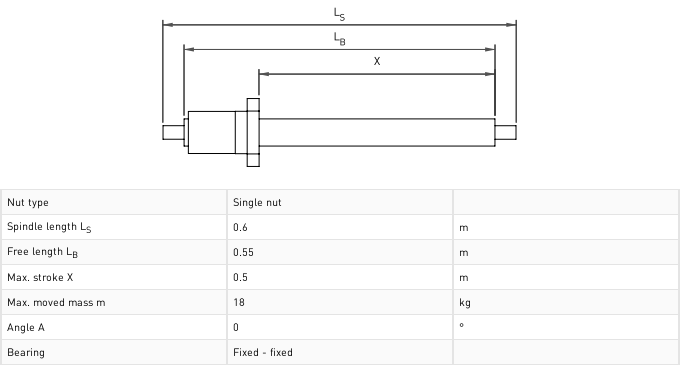 LS
LB
X
Nut type Single nut
Spindle length LS 0.6 m
Free length LB 0.55 m
Max. stroke X 0.5 m
Max. moved mass m 18 kg
Angle A 0 °
Bearing Fixed - fixed